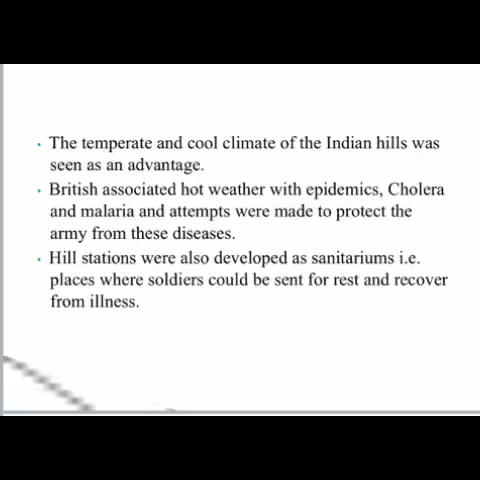 • The temperate and cool climate of the Indian hills was
seen as an advantage.
• British associated hot weather with epidemics, Cholera
and malaria and attempts were made to protect the
army from these diseases.
• Hill stations were also developed as sanitariums i.e.
places where soldiers could be sent for rest and recover
from illness.